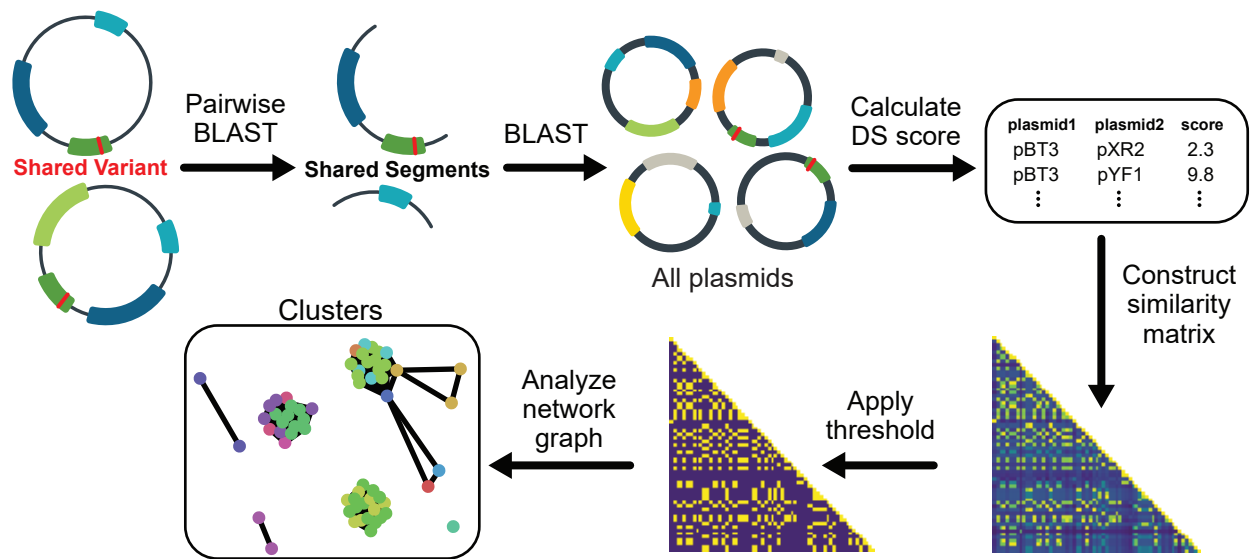 Pairwise
BLAST
Shared Variant
Shared Segments
BLAST
All plasmids
Calculate
DS score
plasmid1 plasmid2 score
pBT3 pXR2 2.3
pBT3 pYF1 9.8
⋮ ⋮ ⋮
Construct
similarity
matrix
Apply
threshold
Analyze
network
graph
Clusters